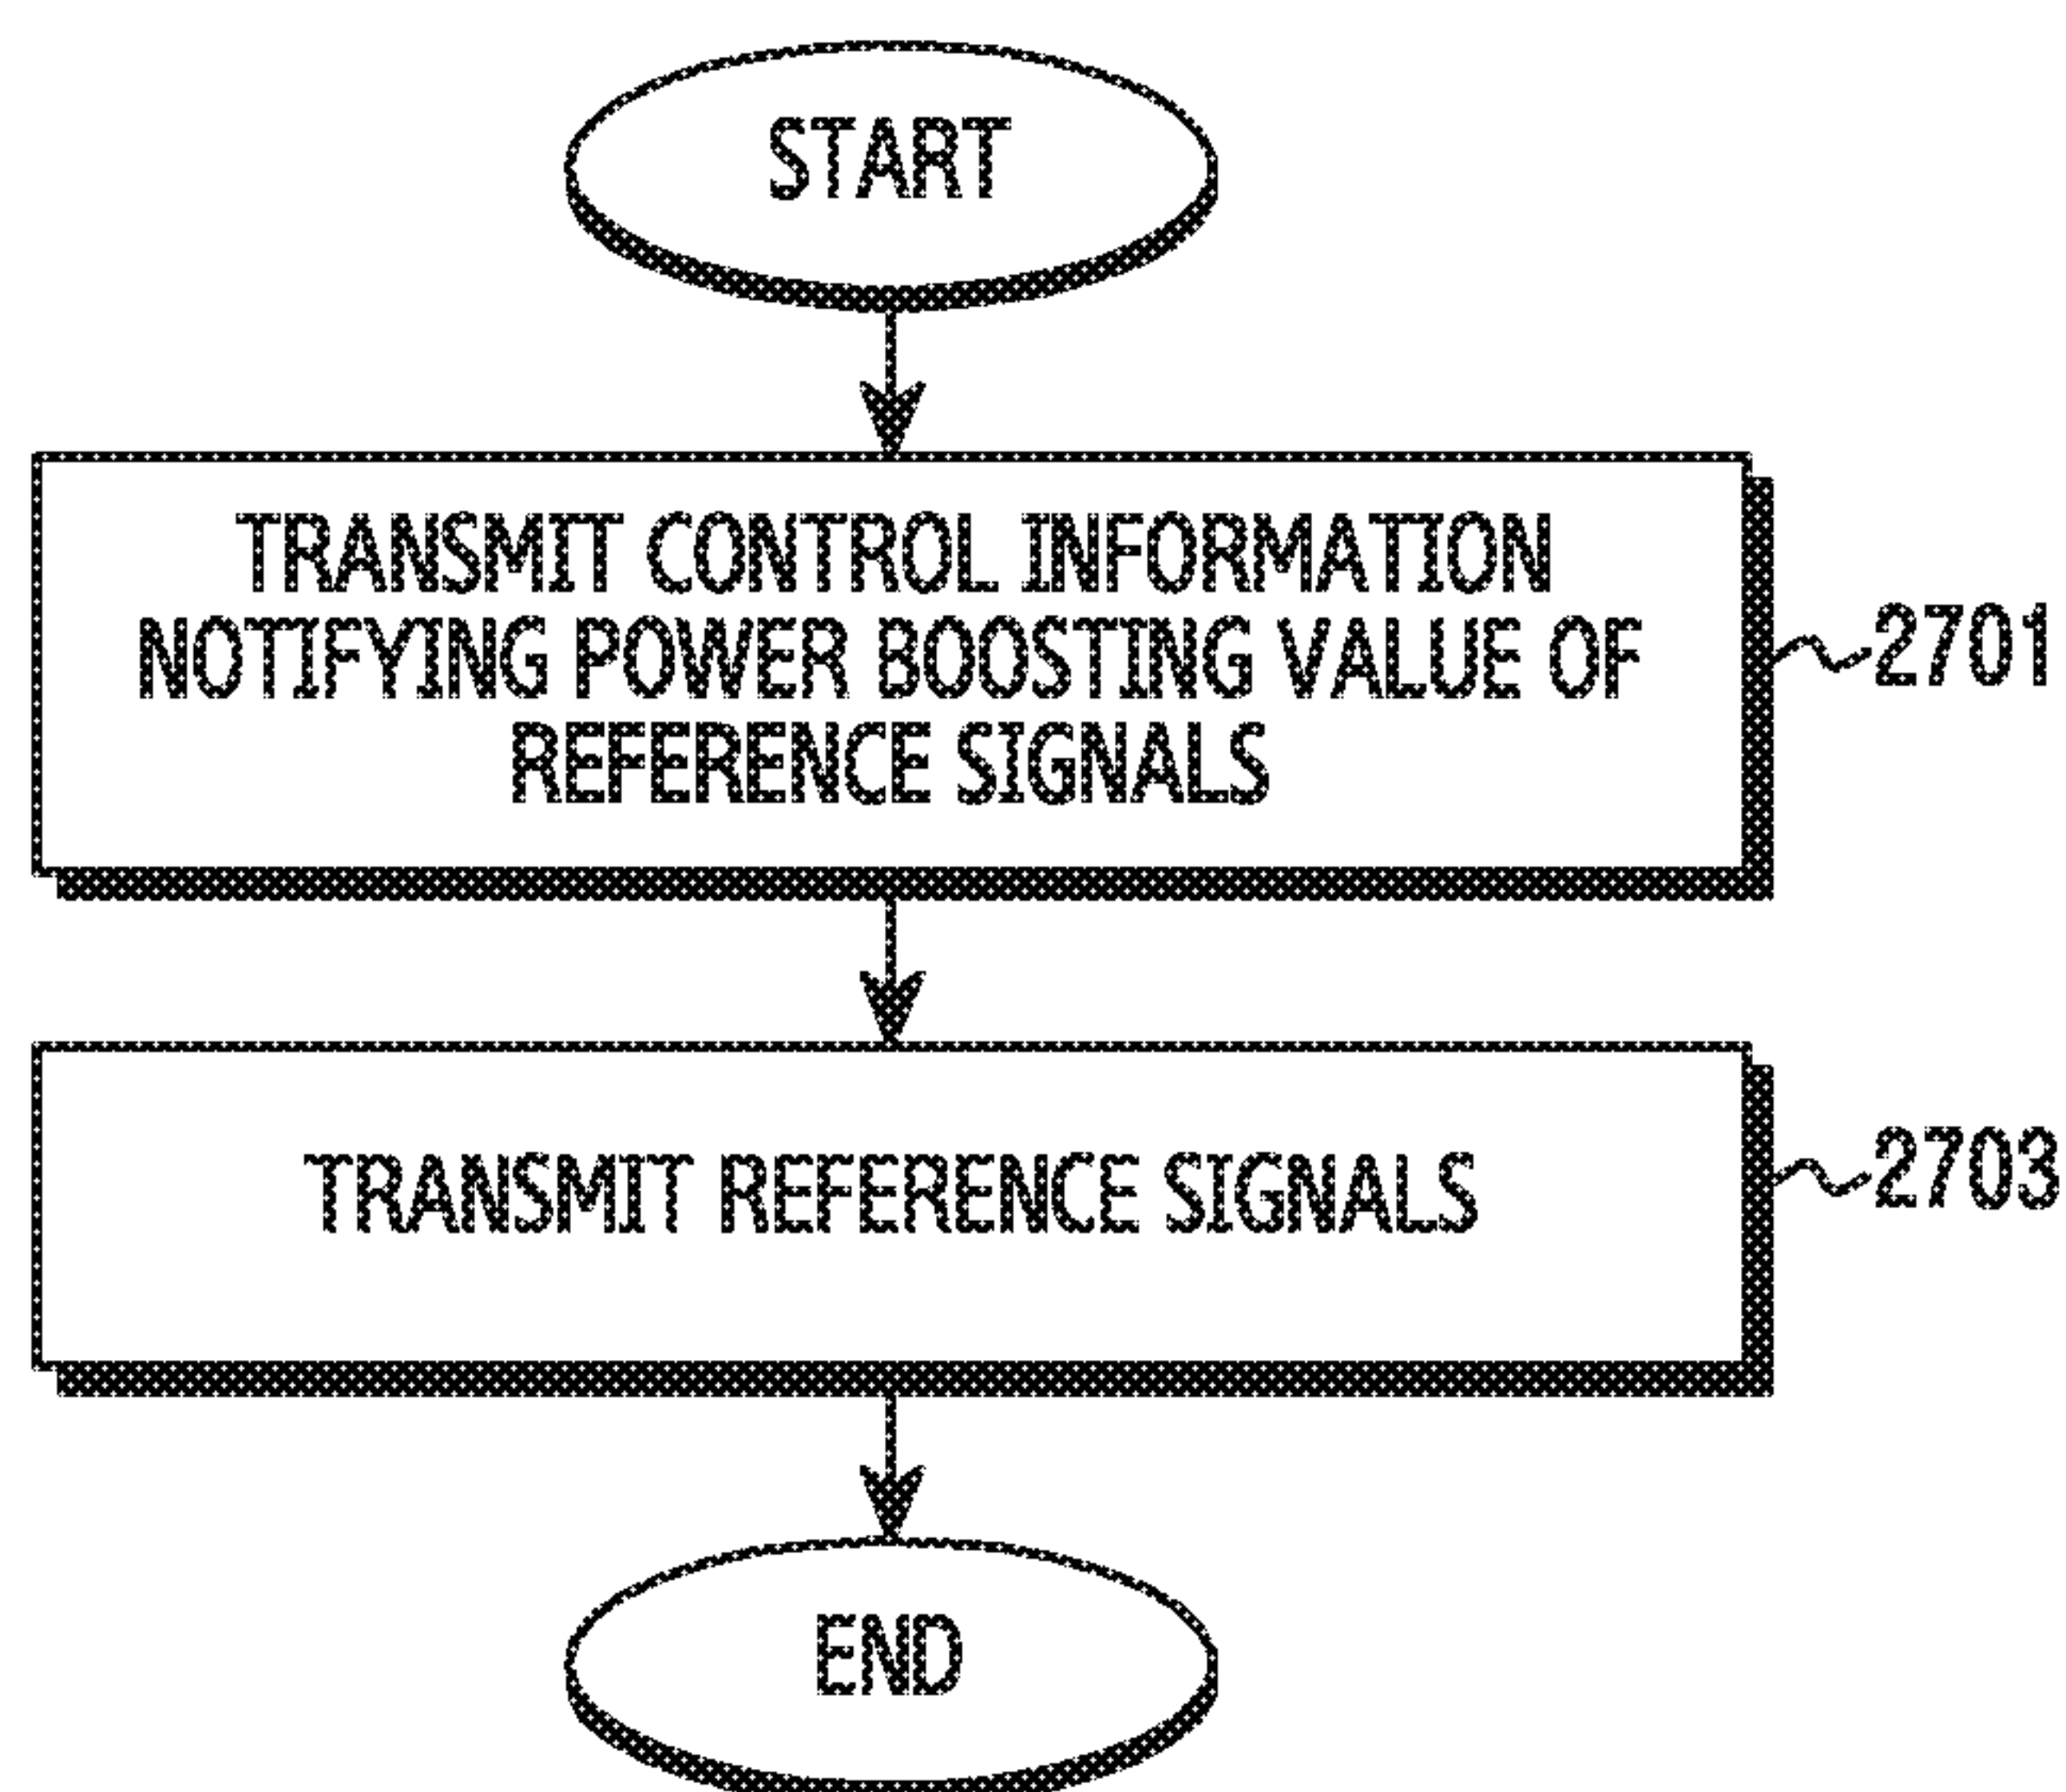 START
TRANSMIT CONTROL INFORMATION
NOTIFYING POWER BOOSTING VALUE OF
REFERENCE SIGNALS
2701
TRANSMIT REFERENCE SIGNALS
2703
END